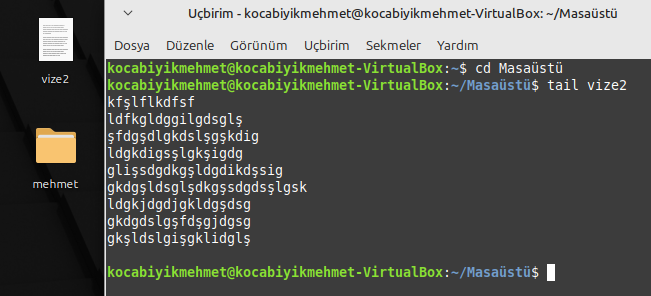 vize2
mehmet
Uçbirim - kocabiyikmehmet@kocabiyikmehmet-VirtualBox: ~/Masaüstü
Dosya Düzenle Görünüm Uçbirim Sekmeler Yardım
kocabiyikmehmet@kocabiyikmehmet-VirtualBox:~$ cd Masaüstü
kocabiyikmehmet@kocabiyikmehmet-VirtualBox:~/Masaüstü$ tail vize2
kfşlflkdfsf
ldfkgldggilgdsglş
şfdgşdlgkdslşgşkdig
ldgkdigsşlgkşigdg
glişsdgdkgşldgdikdşsig
gkdgşldsglşdkgşsdgdsşlgsk
ldgkjdgdjgkldgşdsg
gkdgdslgşfdşgjdgsg
gkşldslgişgklidglş
kocabiyikmehmet@kocabiyikmehmet-VirtualBox:~/Masaüstü$